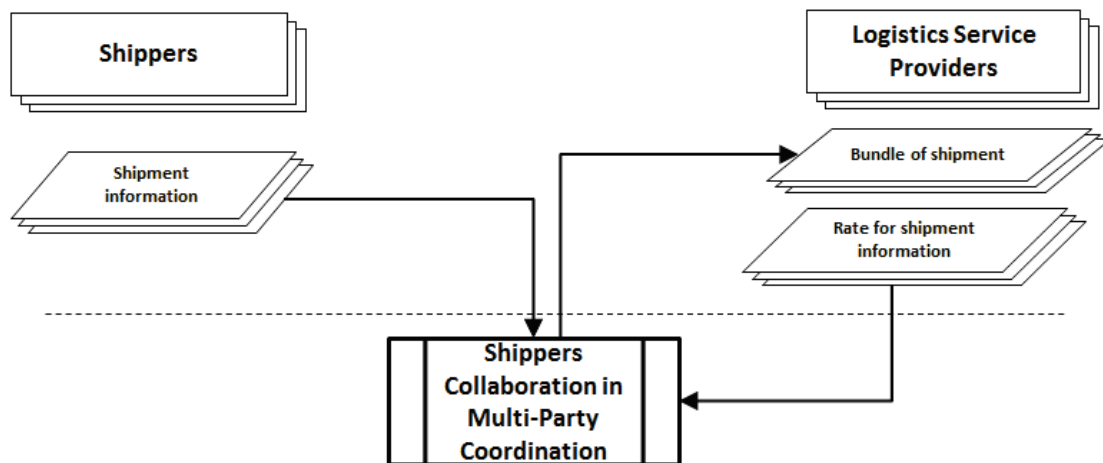 Shippers
Logistics Service
Providers
Shipment
information
Bundle of shipment
Rate for shipment
information
Shippers
Collaboration in
Multi-Party
Coordination